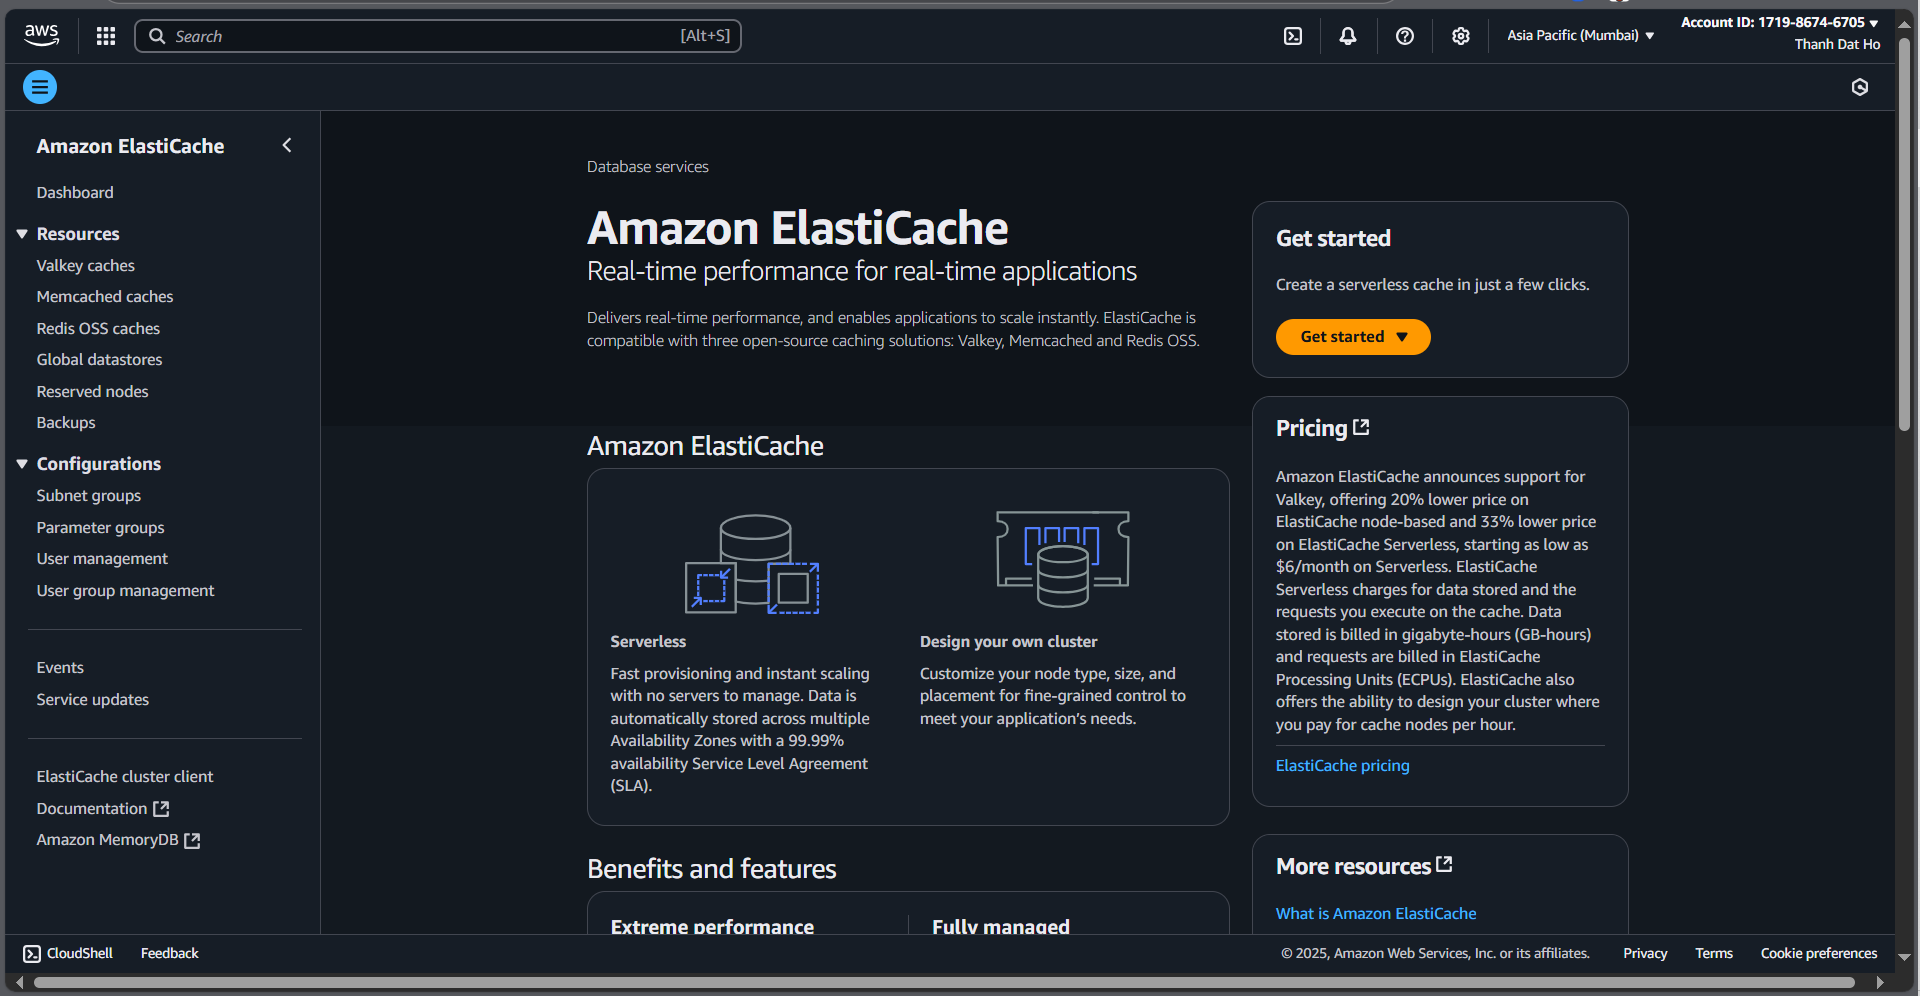 aws
Search
[Alt+S]
Asia Pacific (Mumbai)
Account ID: 1719-8674-6705
Thanh Dat Ho
Amazon ElastiCache
Dashboard
Resources
Valkey caches
Memcached caches
Redis OSS caches
Global datastores
Reserved nodes
Backups
Configurations
Subnet groups
Parameter groups
User management
User group management
Events
Service updates
ElastiCache cluster client
Documentation
Amazon MemoryDB
Database services
Amazon ElastiCache
Real-time performance for real-time applications
Delivers real-time performance, and enables applications to scale instantly. ElastiCache is
compatible with three open-source caching solutions: Valkey, Memcached and Redis OSS.
Get started
Create a serverless cache in just a few clicks.
Get started
Amazon ElastiCache
Serverless
Fast provisioning and instant scaling
with no servers to manage. Data is
automatically stored across multiple
Availability Zones with a 99.99%
availability Service Level Agreement
(SLA).
Design your own cluster
Customize your node type, size, and
placement for fine-grained control to
meet your application's needs.
Pricing
Amazon ElastiCache announces support for
Valkey, offering 20% lower price on
ElastiCache node-based and 33% lower price
on ElastiCache Serverless, starting as low as
$6/month on Serverless. ElastiCache
Serverless charges for data stored and the
requests you execute on the cache. Data
stored is billed in gigabyte-hours (GB-hours)
and requests are billed in ElastiCache
Processing Units (ECPUs). ElastiCache also
offers the ability to design your cluster where
you pay for cache nodes per hour.
ElastiCache pricing
Benefits and features
Extreme performance
Fully managed
More resources
What is Amazon ElastiCache
CloudShell
Feedback
© 2025, Amazon Web Services, Inc. or its affiliates.
Privacy
Terms
Cookie preferences